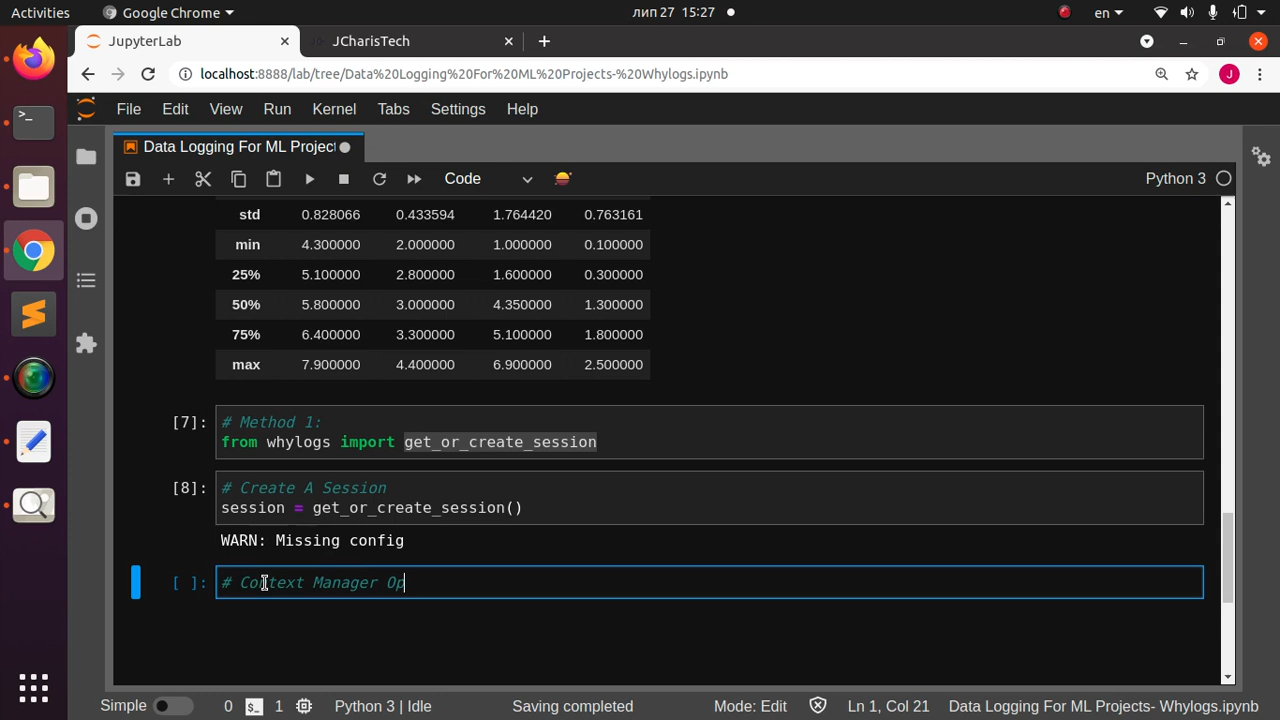 Activities
Google Chrome
лип 27 15:27
en
JupyterLab
JCharisTech
localhost:8888/lab/tree/Data%20Logging%20For%20ML%20Projects-%20Whylogs.ipynb
J
File Edit View Run Kernel Tabs Settings Help
Data Logging For ML Project
Code
Python 3
std 0.828066 0.433594 1.764420 0.763161
min 4.300000 2.000000 1.000000 0.100000
25% 5.100000 2.800000 1.600000 0.300000
50% 5.800000 3.000000 4.350000 1.300000
75% 6.400000 3.300000 5.100000 1.800000
max 7.900000 4.400000 6.900000 2.500000
[7]: # Method 1:
from whylogs import get_or_create_session
[8]: # Create A Session
session = get_or_create_session()
WARN: Missing config
[ ]: # Context Manager Op
Simple 0 1 Python 3 | Idle Saving completed Mode: Edit Ln 1, Col 21 Data Logging For ML Projects- Whylogs.ipynb